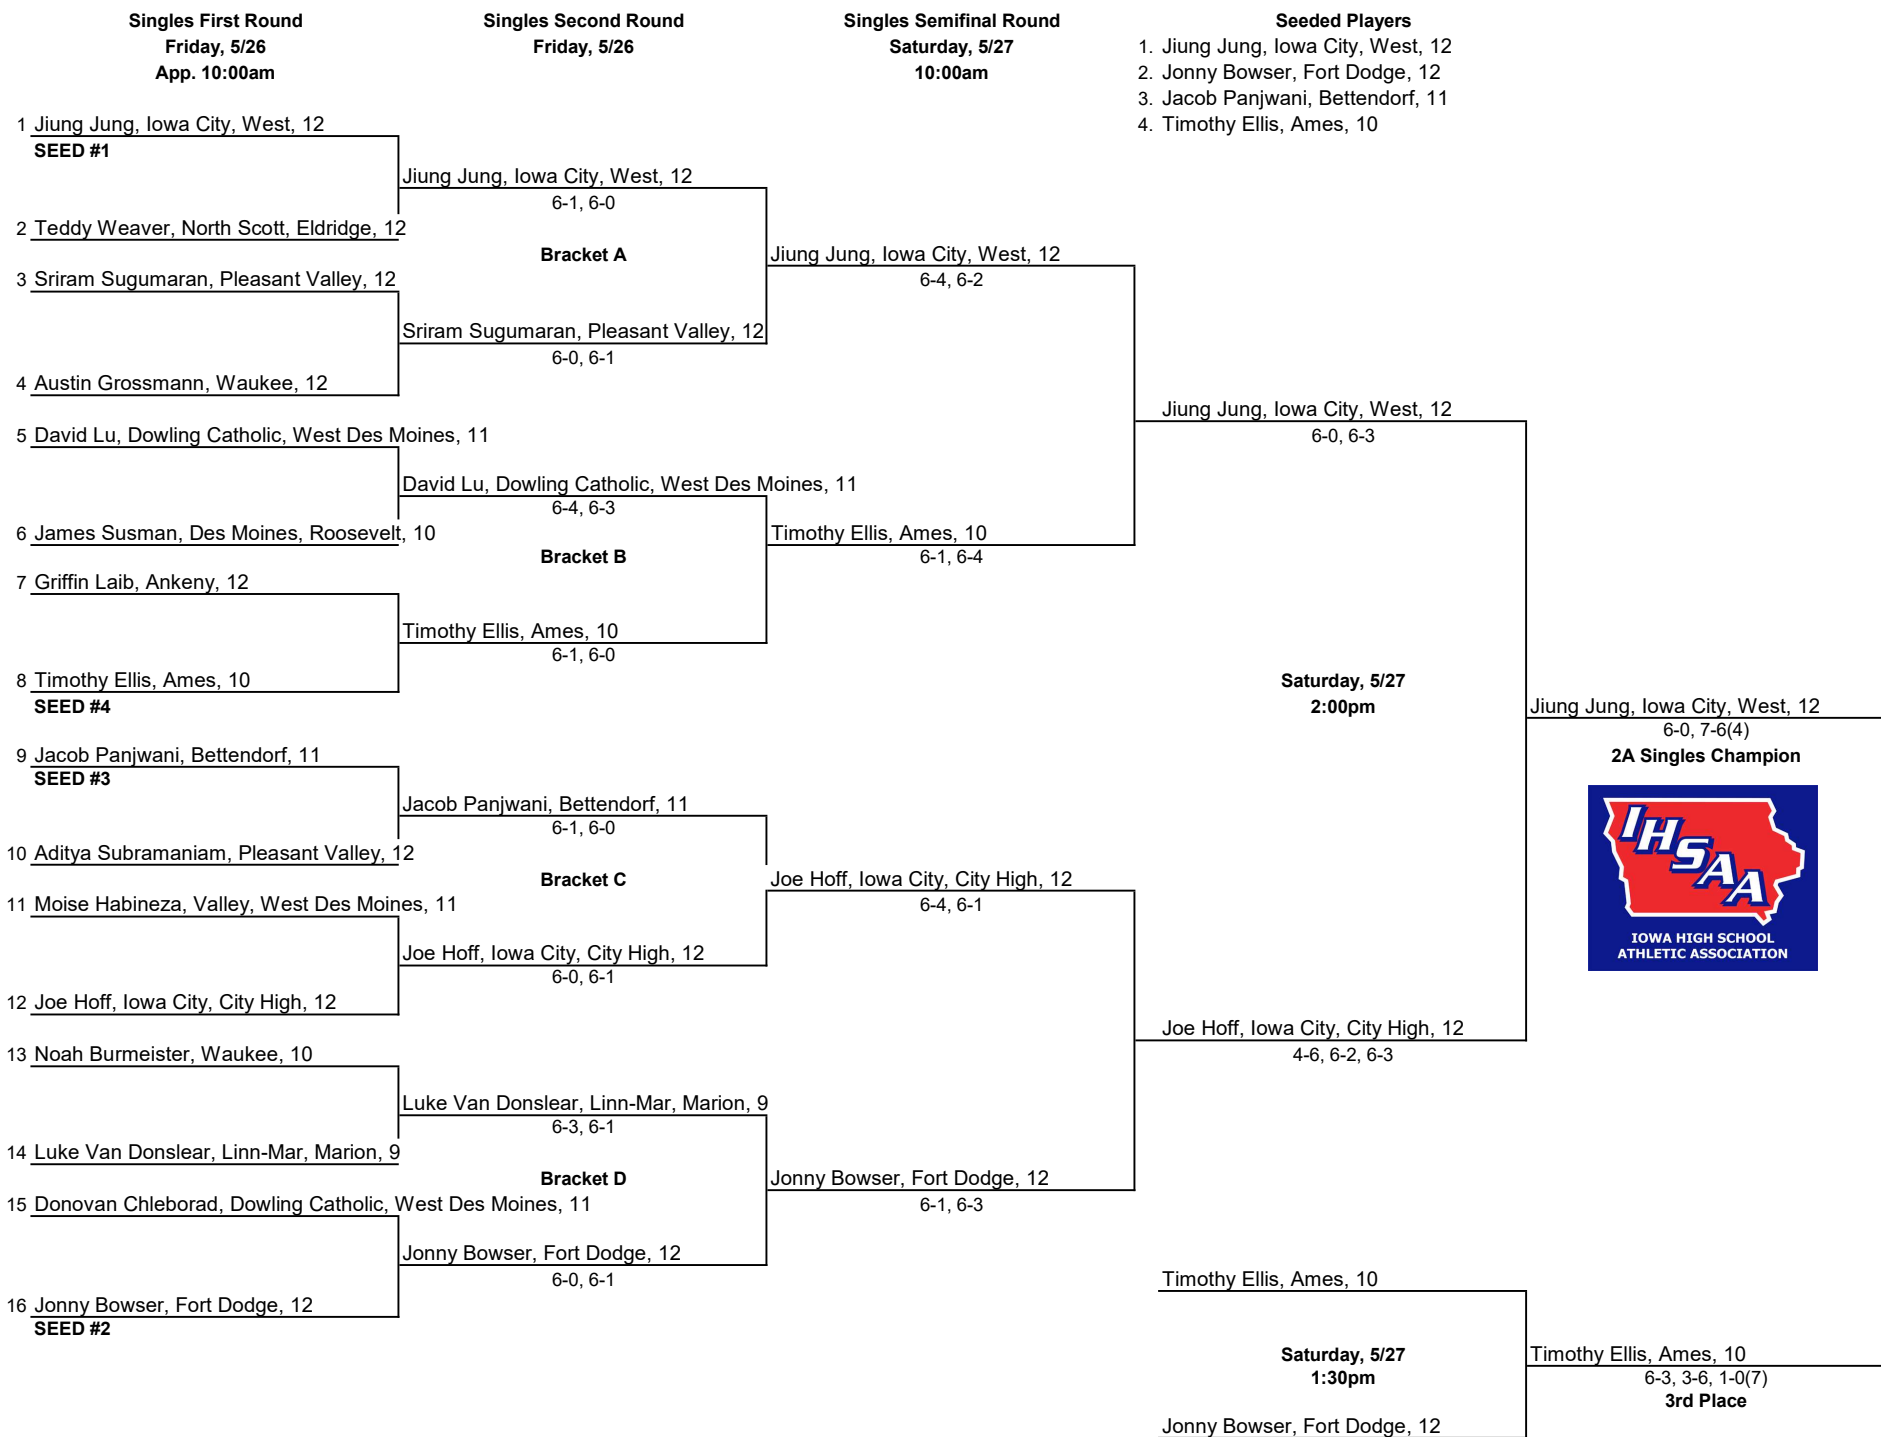 Singles First Round
Friday, 5/26
App. 10:00am
Singles Second Round
Friday, 5/26
Singles Semifinal Round
Saturday, 5/27
10:00am
Seeded Players
1. Jiung Jung, Iowa City, West, 12
2. Jonny Bowser, Fort Dodge, 12
3. Jacob Panjwani, Bettendorf, 11
4. Timothy Ellis, Ames, 10
1 Jiung Jung, Iowa City, West, 12
SEED #1
2 Teddy Weaver, North Scott, Eldridge, 12
3 Sriram Sugumaran, Pleasant Valley, 12
4 Austin Grossmann, Waukee, 12
5 David Lu, Dowling Catholic, West Des Moines, 11
6 James Susman, Des Moines, Roosevelt, 10
7 Griffin Laib, Ankeny, 12
8 Timothy Ellis, Ames, 10
SEED #4
9 Jacob Panjwani, Bettendorf, 11
SEED #3
10 Aditya Subramaniam, Pleasant Valley, 12
11 Moise Habineza, Valley, West Des Moines, 11
12 Joe Hoff, Iowa City, City High, 12
13 Noah Burmeister, Waukee, 10
14 Luke Van Donslear, Linn-Mar, Marion, 9
15 Donovan Chleborad, Dowling Catholic, West Des Moines, 11
16 Jonny Bowser, Fort Dodge, 12
SEED #2
Jiung Jung, Iowa City, West, 12
6-1, 6-0
Bracket A
Sriram Sugumaran, Pleasant Valley, 12
6-0, 6-1
David Lu, Dowling Catholic, West Des Moines, 11
6-4, 6-3
Bracket B
Timothy Ellis, Ames, 10
6-1, 6-0
Jacob Panjwani, Bettendorf, 11
6-1, 6-0
Bracket C
Joe Hoff, Iowa City, City High, 12
6-0, 6-1
Luke Van Donslear, Linn-Mar, Marion, 9
6-3, 6-1
Bracket D
Jonny Bowser, Fort Dodge, 12
6-0, 6-1
Jiung Jung, Iowa City, West, 12
6-4, 6-2
Timothy Ellis, Ames, 10
6-1, 6-4
Joe Hoff, Iowa City, City High, 12
6-4, 6-1
Jonny Bowser, Fort Dodge, 12
6-1, 6-3
Jiung Jung, Iowa City, West, 12
6-0, 6-3
Saturday, 5/27
2:00pm
Joe Hoff, Iowa City, City High, 12
4-6, 6-2, 6-3
Jiung Jung, Iowa City, West, 12
6-0, 7-6(4)
2A Singles Champion
IHSAA
IOWA HIGH SCHOOL
ATHLETIC ASSOCIATION
Timothy Ellis, Ames, 10
Saturday, 5/27
1:30pm
Jonny Bowser, Fort Dodge, 12
Timothy Ellis, Ames, 10
6-3, 3-6, 1-0(7)
3rd Place